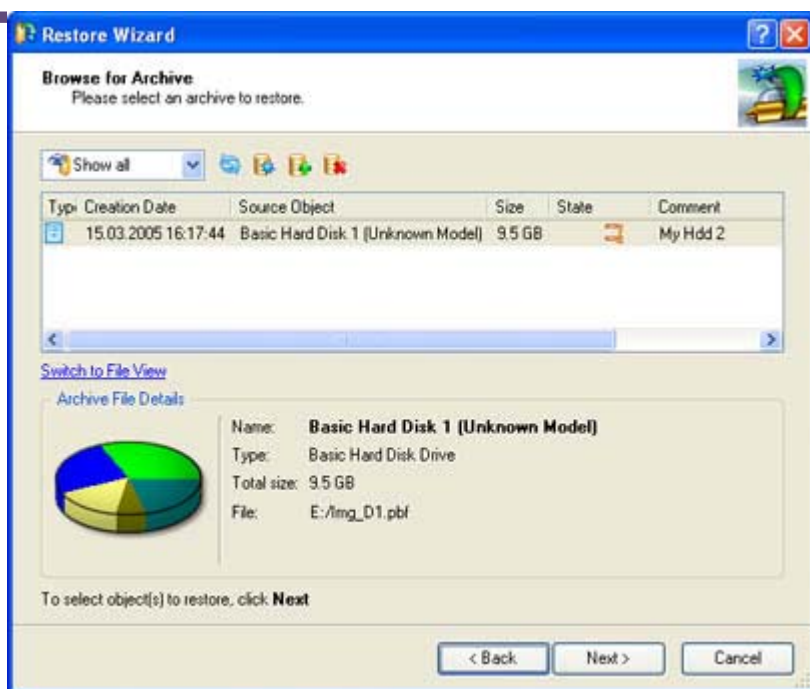 Restore Wizard
Browse for Archive
Please select an archive to restore.
Show all
Type Creation Date Source Object Size State Comment
15.03.2005 16:17:44 Basic Hard Disk 1 (Unknown Model) 9.5 GB My Hdd 2
Switch to File View
Archive File Details
Name: Basic Hard Disk 1 (Unknown Model)
Type: Basic Hard Disk Drive
Total size: 9.5 GB
File: E:/Img_D1.pbf
To select object(s) to restore, click Next
< Back Next > Cancel